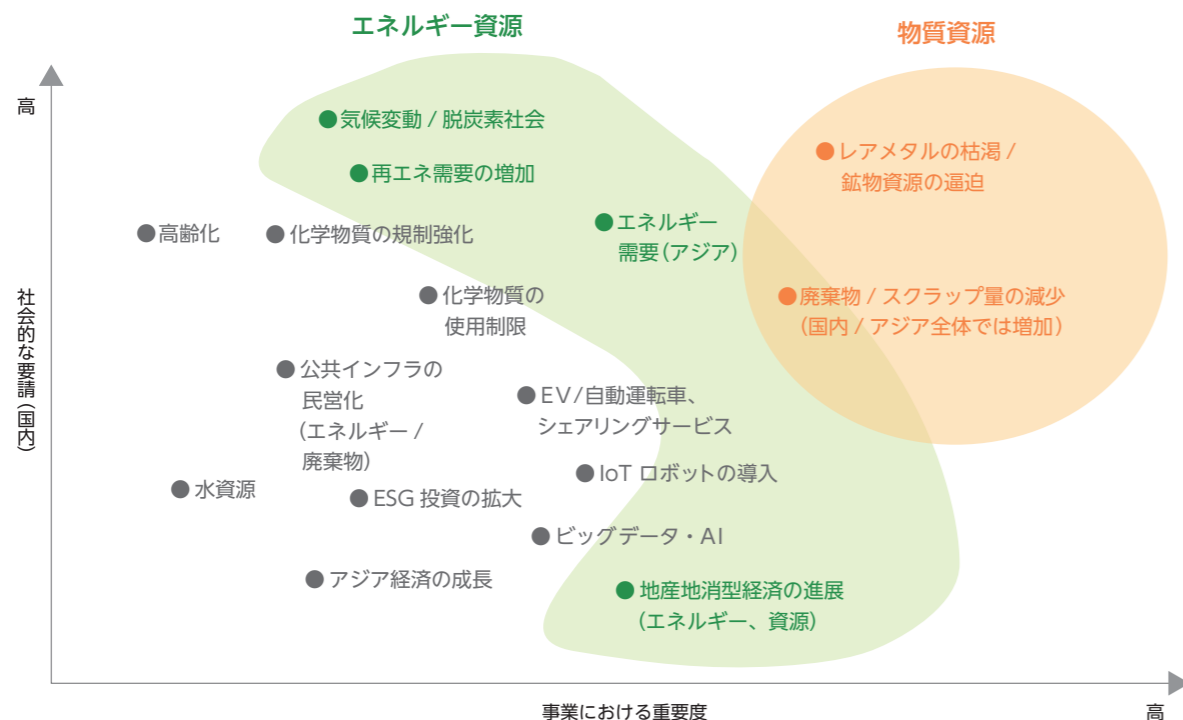 エネルギー資源
物質資源
高
●気候変動 / 脱炭素社会
●レアメタルの枯渇 /
鉱物資源の逼迫
●再エネ需要の増加
●エネルギー
需要(アジア)
●高齢化
●化学物質の規制強化
●化学物質の
使用制限
●廃棄物 / スクラップ量の減少
(国内 / アジア全体では増加)
社会的な要請(国内)
●公共インフラの
民営化
(エネルギー /
廃棄物)
●EV/自動運転車、
シェアリングサービス
●IoT ロボットの導入
●水資源
●ESG 投資の拡大
●ビッグデータ・AI
●アジア経済の成長
●地産地消型経済の進展
(エネルギー、資源)
事業における重要度
高